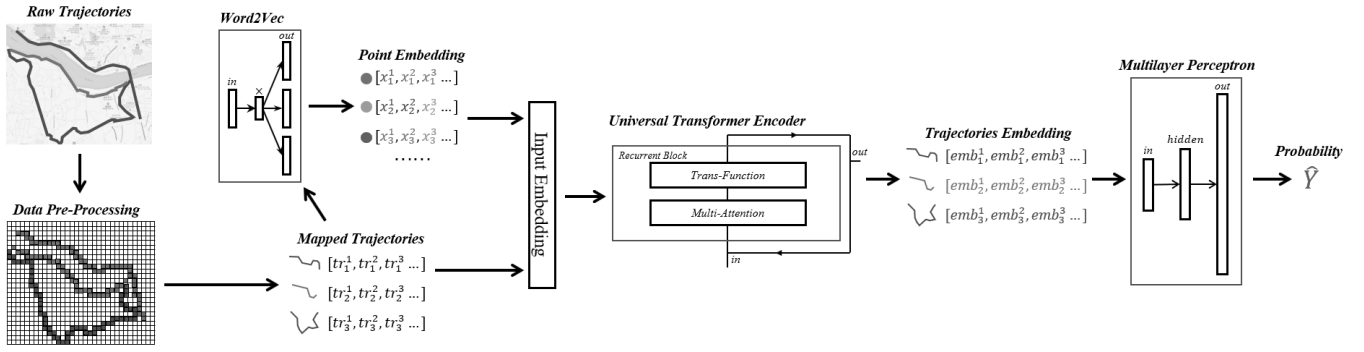 Raw Trajectories
Data Pre-Processing
Word2Vec
out
in
×
Point Embedding
[x₁¹, x₁², x₁³ ...]
[x₂¹, x₂², x₂³ ...]
[x₃¹, x₃², x₃³ ...]
......
Mapped Trajectories
[tr₁¹, tr₁², tr₁³ ...]
[tr₂¹, tr₂², tr₂³ ...]
[tr₃¹, tr₃², tr₃³ ...]
Input Embedding
Universal Transformer Encoder
Recurrent Block
out
Trans-Function
Multi-Attention
in
Trajectories Embedding
[emb₁¹, emb₁², emb₁³ ...]
[emb₂¹, emb₂², emb₂³ ...]
[emb₃¹, emb₃², emb₃³ ...]
Multilayer Perceptron
out
hidden
in
Probability
Ŷ